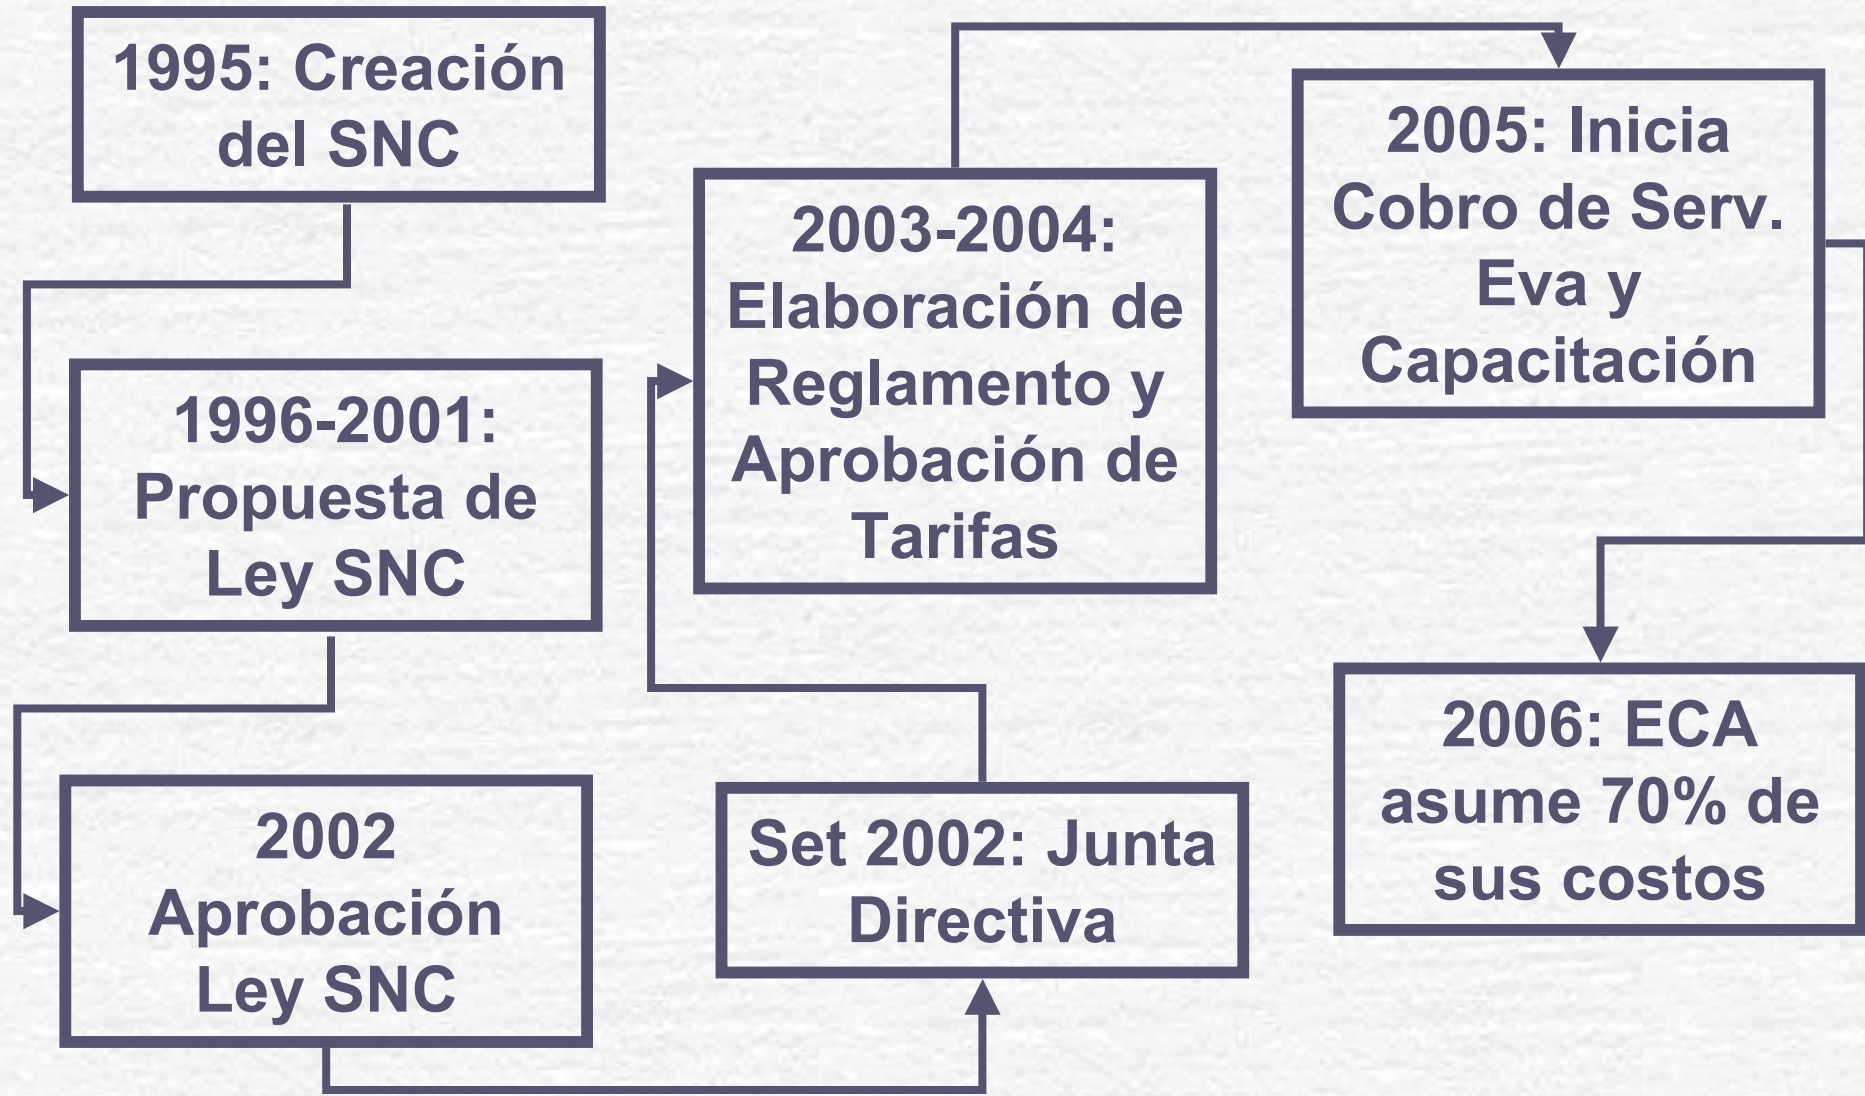 1995: Creación
del SNC
1996-2001:
Propuesta de
Ley SNC
2002
Aprobación
Ley SNC
Set 2002: Junta
Directiva
2003-2004:
Elaboración de
Reglamento y
Aprobación de
Tarifas
2005: Inicia
Cobro de Serv.
Eva y
Capacitación
2006: ECA
asume 70% de
sus costos